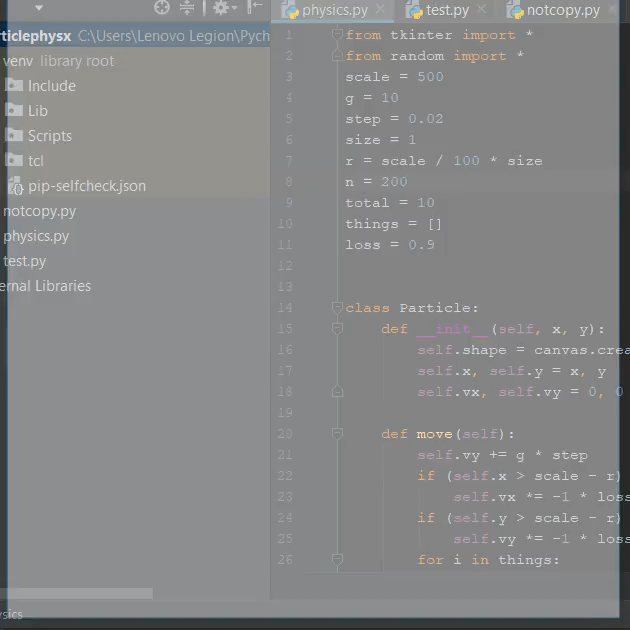 physics.py test.py notcopy.py
ticlephysx C:\Users\Lenovo Legion\Pych
venv library root
Include
Lib
Scripts
tcl
pip-selfcheck.json
notcopy.py
physics.py
test.py
ernal Libraries
1 from tkinter import *
2 from random import *
3 scale = 500
4 g = 10
5 step = 0.02
6 size = 1
7 r = scale / 100 * size
8 n = 200
9 total = 10
10 things = []
11 loss = 0.9
12
13
14 class Particle:
15 def __init__(self, x, y):
16 self.shape = canvas.crea
17 self.x, self.y = x, y
18 self.vx, self.vy = 0, 0
19
20 def move(self):
21 self.vy += g * step
22 if (self.x > scale - r)
23 self.vx *= -1 * loss
24 if (self.y > scale - r)
25 self.vy *= -1 * loss
26 for i in things:
ysics